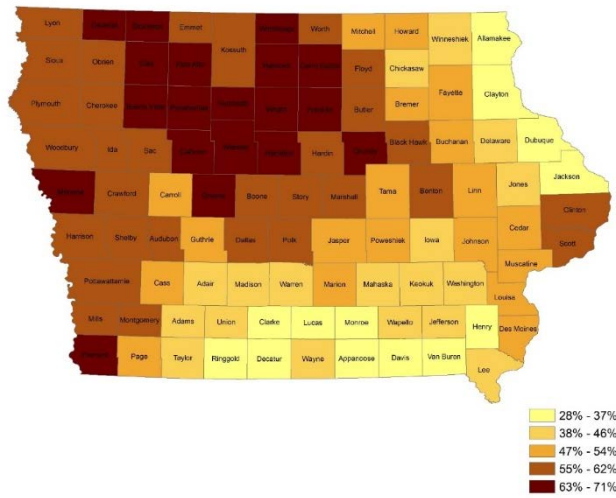 Lyon
Emmet
Worth
Mitchell
Howard
Winneshiek
Allamakee
Kossuth
Sioux
Obrien
Floyd
Chickasaw
Fayette
Clayton
Plymouth
Cherokee
Butler
Bremer
Woodbury
Ida
Sac
Hardin
Black Hawk
Buchanan
Delaware
Dubuque
Jackson
Crawford
Carroll
Boone
Story
Marshall
Tama
Benton
Linn
Jones
Clinton
Cedar
Harrison
Shelby
Audubon
Guthrie
Dallas
Polk
Jasper
Poweshiek
Iowa
Johnson
Scott
Muscatine
Pottawattamie
Cass
Adair
Madison
Warren
Marion
Mahaska
Keokuk
Washington
Louisa
Mills
Montgomery
Adams
Union
Clarke
Lucas
Monroe
Wapello
Jefferson
Henry
Des Moines
Page
Taylor
Ringgold
Decatur
Wayne
Appanoose
Davis
Van Buren
Lee
28% - 37%
38% - 46%
47% - 54%
55% - 62%
63% - 71%